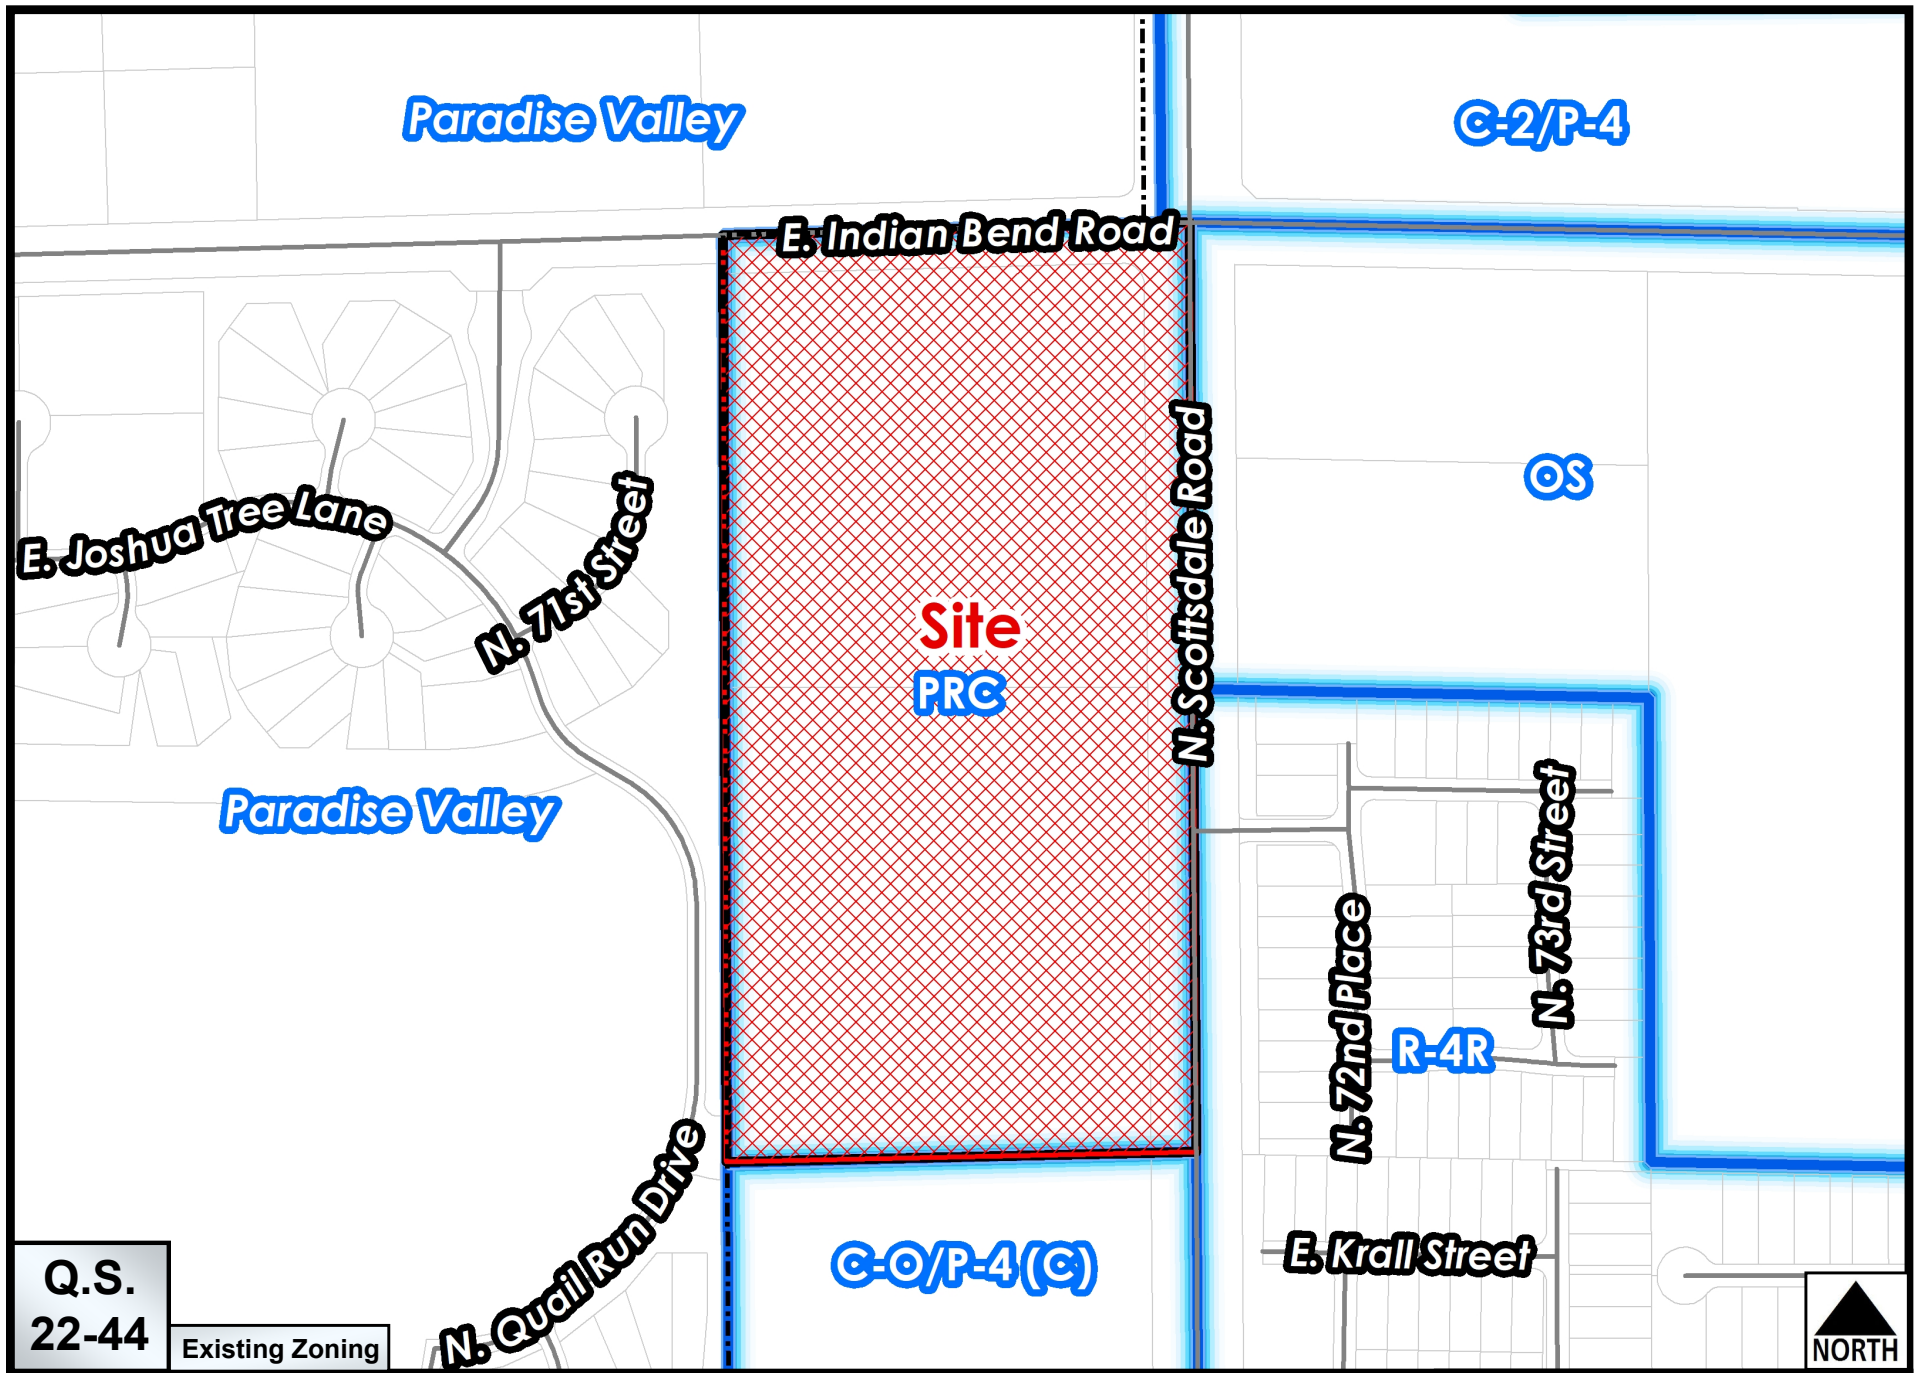 Paradise Valley
C-2/P-4
E. Indian Bend Road
N. Scottsdale Road
OS
E. Joshua Tree Lane
N. 71st Street
Site
PRC
Paradise Valley
N. 73rd Street
N. 72nd Place
R-4R
N. Quail Run Drive
C-O/P-4 (C)
E. Krall Street
Q.S.
22-44
Existing Zoning
NORTH